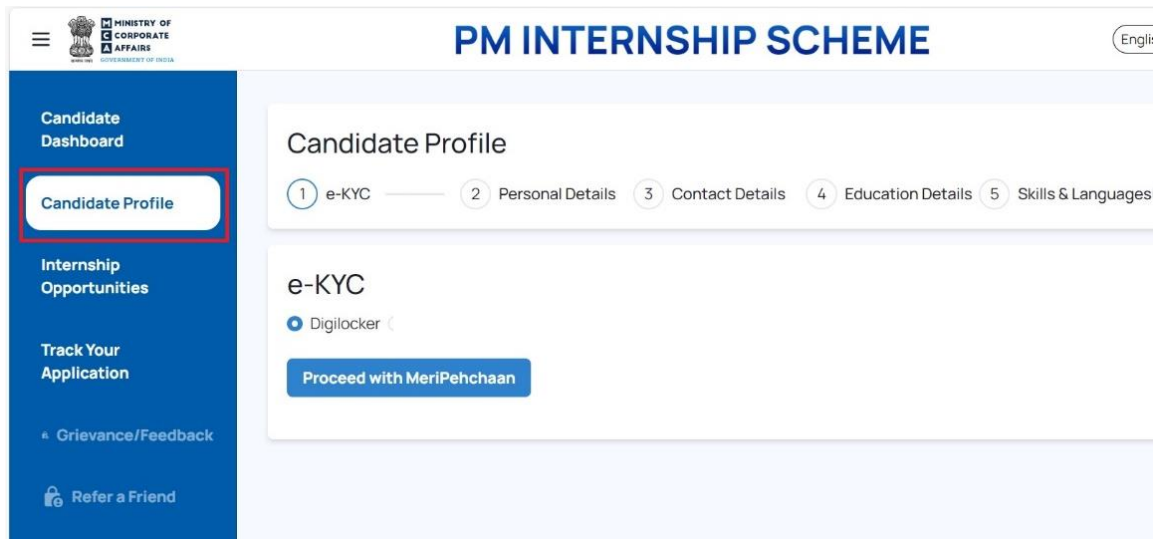 MINISTRY OF
CORPORATE
AFFAIRS
GOVERNMENT OF INDIA
PM INTERNSHIP SCHEME
Candidate
Dashboard
Candidate Profile
Internship
Opportunities
Track Your
Application
Grievance/Feedback
Refer a Friend
Candidate Profile
1 e-KYC 2 Personal Details 3 Contact Details 4 Education Details 5 Skills & Languages
e-KYC
Digilocker
Proceed with MeriPehchaan